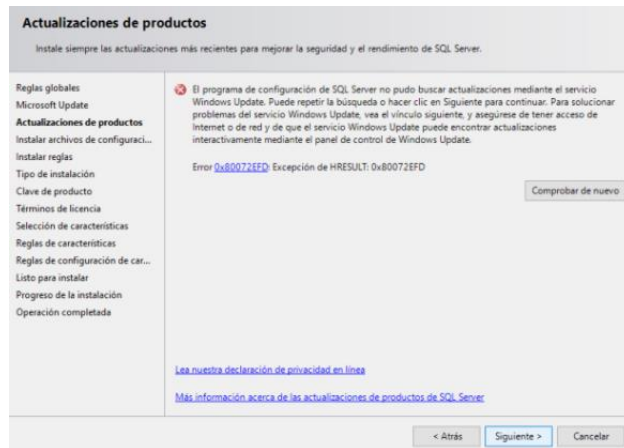 Actualizaciones de productos
Instale siempre las actualizaciones más recientes para mejorar la seguridad y el rendimiento de SQL Server.
Reglas globales
Microsoft Update
Actualizaciones de productos
Instalar archivos de configuraci...
Instalar reglas
Tipo de instalación
Clave de producto
Términos de licencia
Selección de características
Reglas de características
Reglas de configuración de car...
Listo para instalar
Progreso de la instalación
Operación completada
El programa de configuración de SQL Server no pudo buscar actualizaciones mediante el servicio
Windows Update. Puede repetir la búsqueda o hacer clic en Siguiente para continuar. Para solucionar
problemas del servicio Windows Update, vea el vínculo siguiente, y asegúrese de tener acceso de
Internet o de red y de que el servicio Windows Update puede encontrar actualizaciones
interactivamente mediante el panel de control de Windows Update.
Error 0x80072EFD: Excepción de HRESULT: 0x80072EFD
Comprobar de nuevo
Lea nuestra declaración de privacidad en línea
Más información acerca de las actualizaciones de productos de SQL Server
< Atrás
Siguiente >
Cancelar